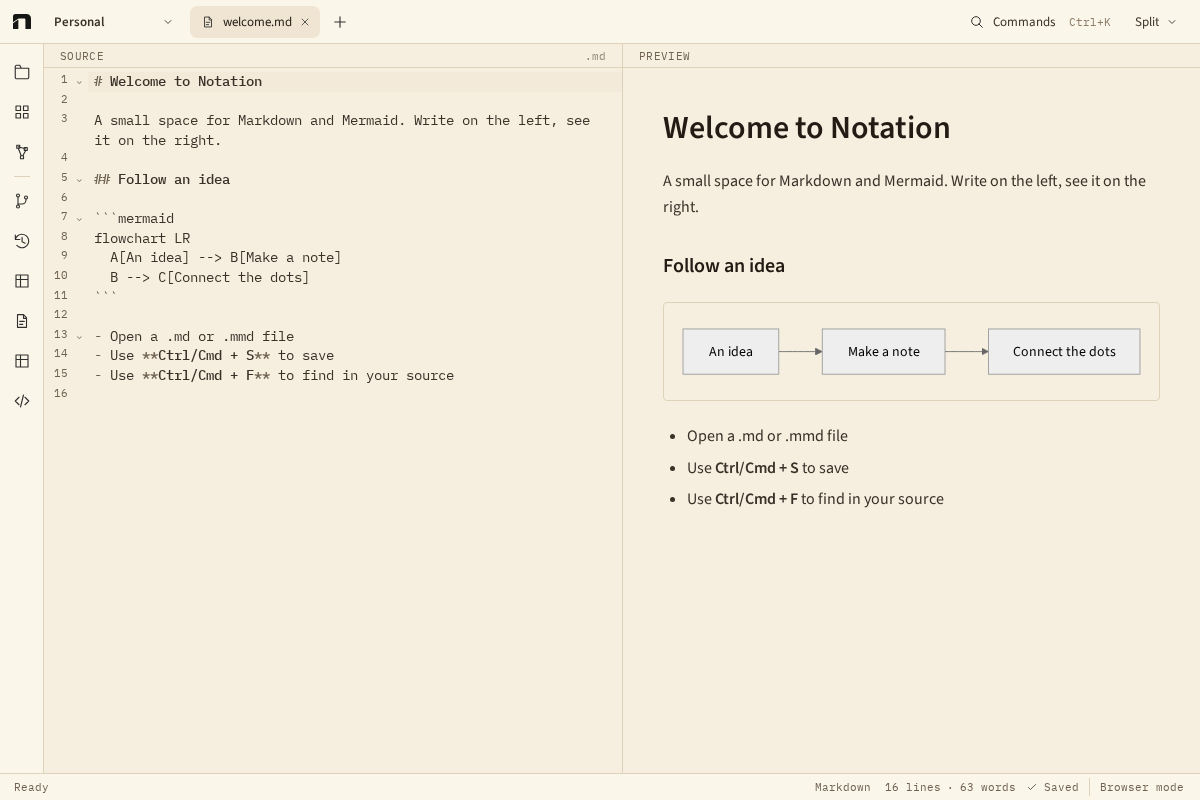 Personal
welcome.md
Commands Ctrl+K
Split
SOURCE
.md
PREVIEW
1 # Welcome to Notation
2
3 A small space for Markdown and Mermaid. Write on the left, see
it on the right.
4
5 ## Follow an idea
6
7 ```mermaid
8 flowchart LR
9 A[An idea] --> B[Make a note]
10 B --> C[Connect the dots]
11 ```
12
13 - Open a .md or .mmd file
14 - Use **Ctrl/Cmd + S** to save
15 - Use **Ctrl/Cmd + F** to find in your source
16
Welcome to Notation
A small space for Markdown and Mermaid. Write on the left, see it on the
right.
Follow an idea
An idea
Make a note
Connect the dots
• Open a .md or .mmd file
• Use Ctrl/Cmd + S to save
• Use Ctrl/Cmd + F to find in your source
Ready
Markdown 16 lines · 63 words ✓ Saved
Browser mode